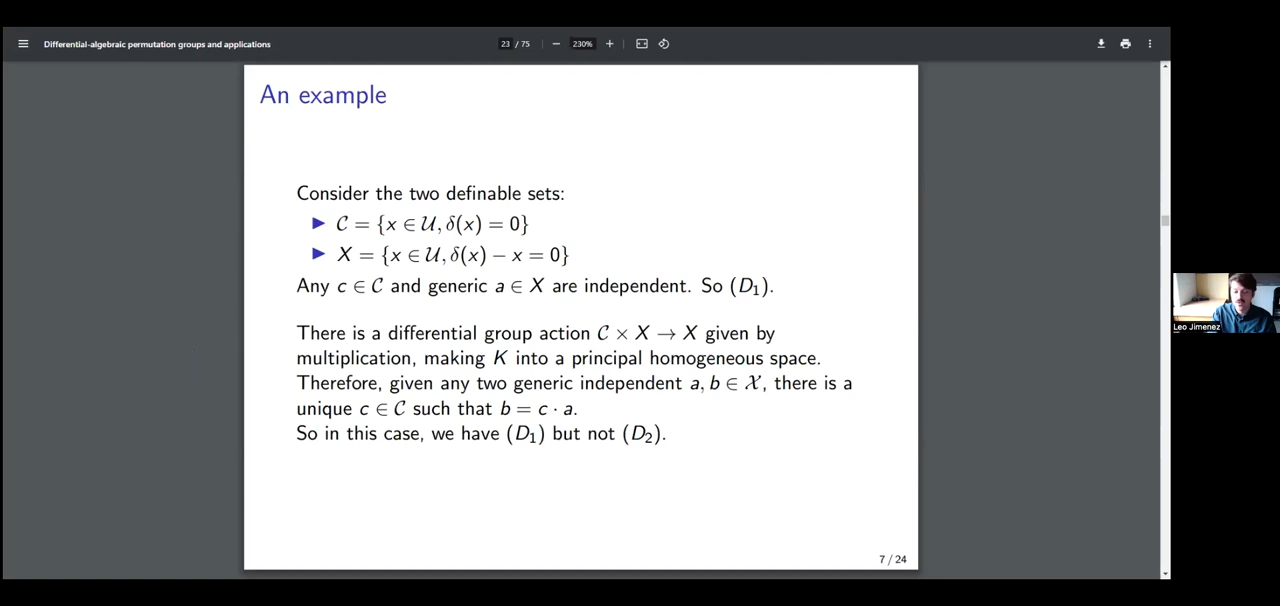 Differential-algebraic permutation groups and applications
23 / 75
230%
An example
Consider the two definable sets:
▶ 𝒞 = {x ∈ 𝒰, δ(x) = 0}
▶ X = {x ∈ 𝒰, δ(x) − x = 0}
Any c ∈ 𝒞 and generic a ∈ X are independent. So (D₁).
There is a differential group action 𝒞 × X → X given by
multiplication, making K into a principal homogeneous space.
Therefore, given any two generic independent a, b ∈ 𝒳, there is a
unique c ∈ 𝒞 such that b = c · a.
So in this case, we have (D₁) but not (D₂).
7 / 24
Leo Jimenez